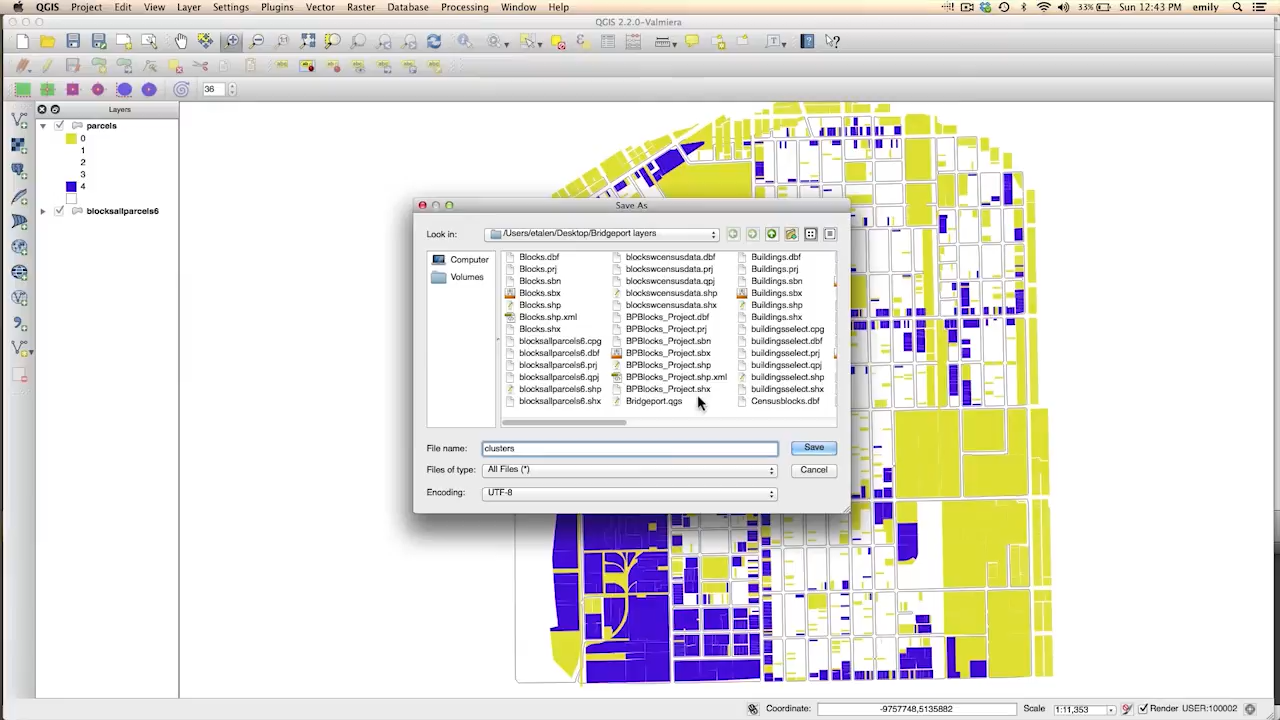 QGIS Project Edit View Layer Settings Plugins Vector Raster Database Processing Window Help 33% Sun 12:43 PM emily
QGIS 2.2.0-Valmiera
36
Layers
parcels
0
1
2
3
4
blocksallparcels6
Save As
Look in: /Users/etalen/Desktop/Bridgeport layers
Computer
Volumes
Blocks.dbf blockswcensusdata.dbf Buildings.dbf
Blocks.prj blockswcensusdata.prj Buildings.prj
Blocks.sbn blockswcensusdata.qpj Buildings.sbn
Blocks.sbx blockswcensusdata.shp Buildings.sbx
Blocks.shp blockswcensusdata.shx Buildings.shp
Blocks.shp.xml BPBlocks_Project.dbf Buildings.shx
Blocks.shx BPBlocks_Project.prj buildingsselect.cpg
blocksallparcels6.cpg BPBlocks_Project.sbn buildingsselect.dbf
blocksallparcels6.dbf BPBlocks_Project.sbx buildingsselect.prj
blocksallparcels6.prj BPBlocks_Project.shp buildingsselect.qpj
blocksallparcels6.qpj BPBlocks_Project.shp.xml buildingsselect.shp
blocksallparcels6.shp BPBlocks_Project.shx buildingsselect.shx
blocksallparcels6.shx Bridgeport.qgs Censusblocks.dbf
File name: clusters Save
Files of type: All Files (*) Cancel
Encoding: UTF-8
Coordinate: -9757748,5135882 Scale 1:11,353 Render USER:100002